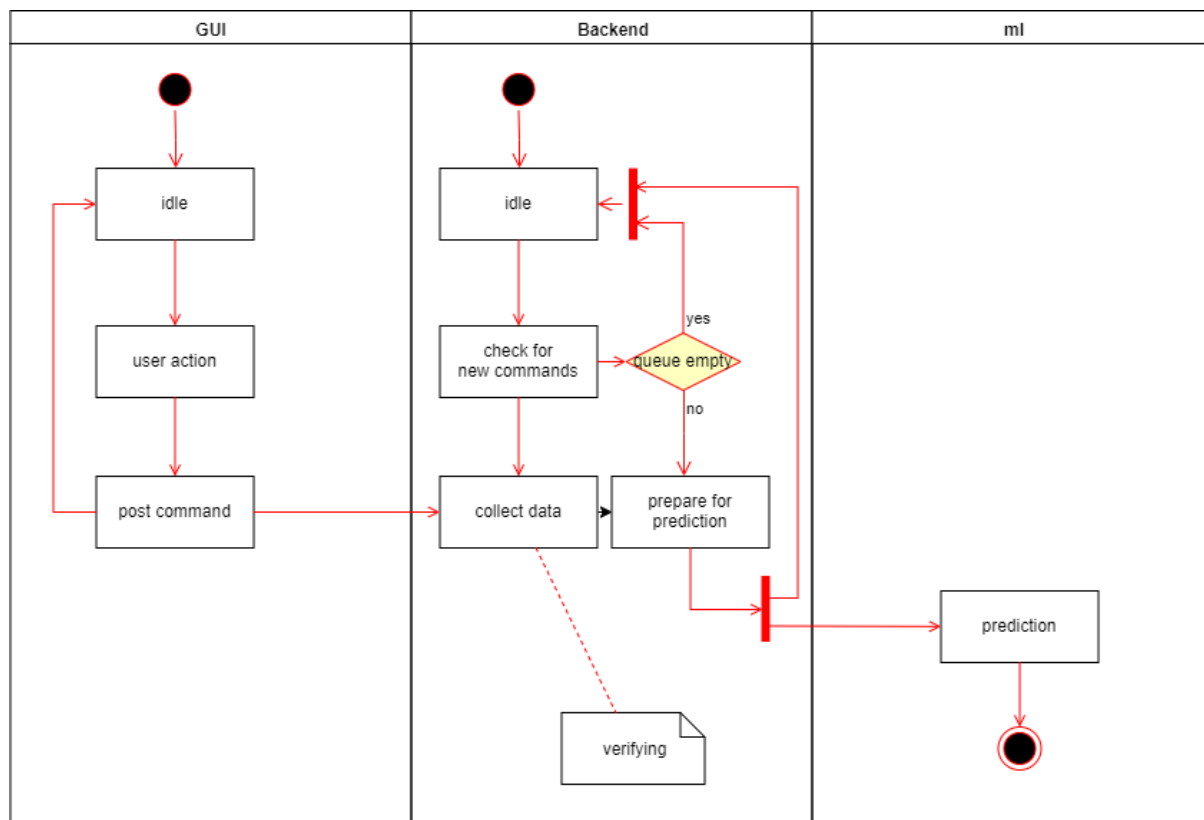 GUI
Backend
ml
idle
idle
user action
check for
new commands
queue empty
yes
no
post command
collect data
prepare for
prediction
prediction
verifying